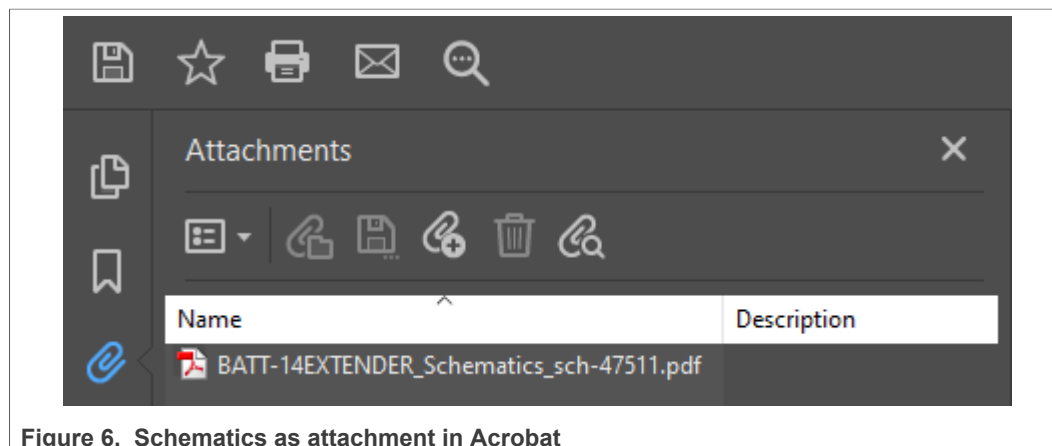 Attachments
Name Description
BATT-14EXTENDER_Schematics_sch-47511.pdf
Figure 6. Schematics as attachment in Acrobat